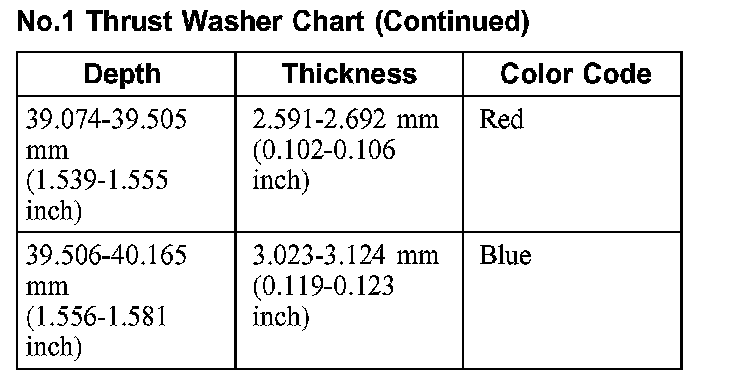 No.1 Thrust Washer Chart (Continued)
Depth Thickness Color Code
39.074-39.505 2.591-2.692 mm Red
mm (0.102-0.106
(1.539-1.555 inch)
inch)
39.506-40.165 3.023-3.124 mm Blue
mm (0.119-0.123
(1.556-1.581 inch)
inch)